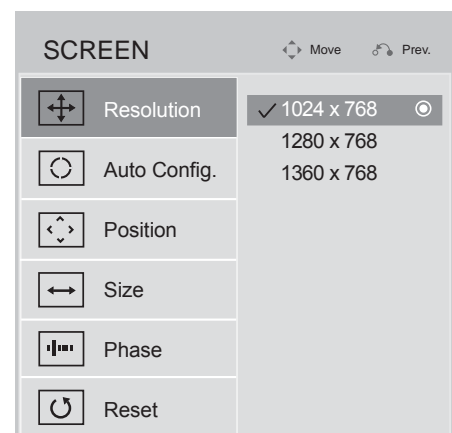 SCREEN Move Prev.
Resolution
Auto Config.
Position
Size
Phase
Reset
1024 x 768
1280 x 768
1360 x 768